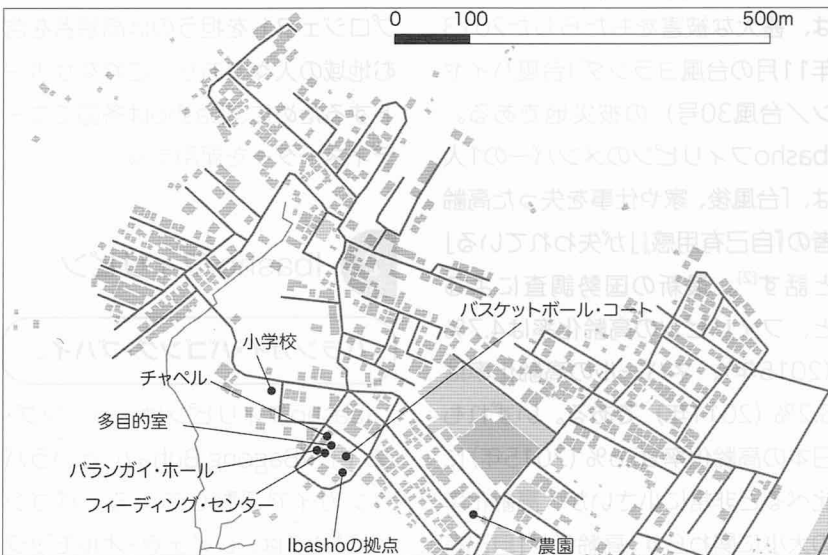 0 100 500m
バスケットボール・コート
小学校
チャペル
多目的室
バランガイ・ホール
フィーディング・センター
Ibashoの拠点
農園